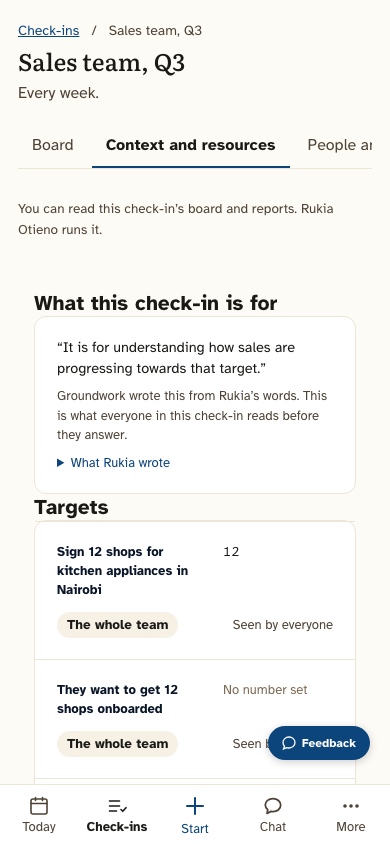 Check-ins / Sales team, Q3
Sales team, Q3
Every week.
Board Context and resources People
You can read this check-in’s board and reports. Rukia
Otieno runs it.
What this check-in is for
“It is for understanding how sales are
progressing towards that target.”
Groundwork wrote this from Rukia’s words. This
is what everyone in this check-in reads before
they answer.
What Rukia wrote
Targets
Sign 12 shops for
kitchen appliances in
Nairobi
12
The whole team Seen by everyone
They want to get 12
shops onboarded
No number set
The whole team Seen
Feedback
Today Check-ins Start Chat More